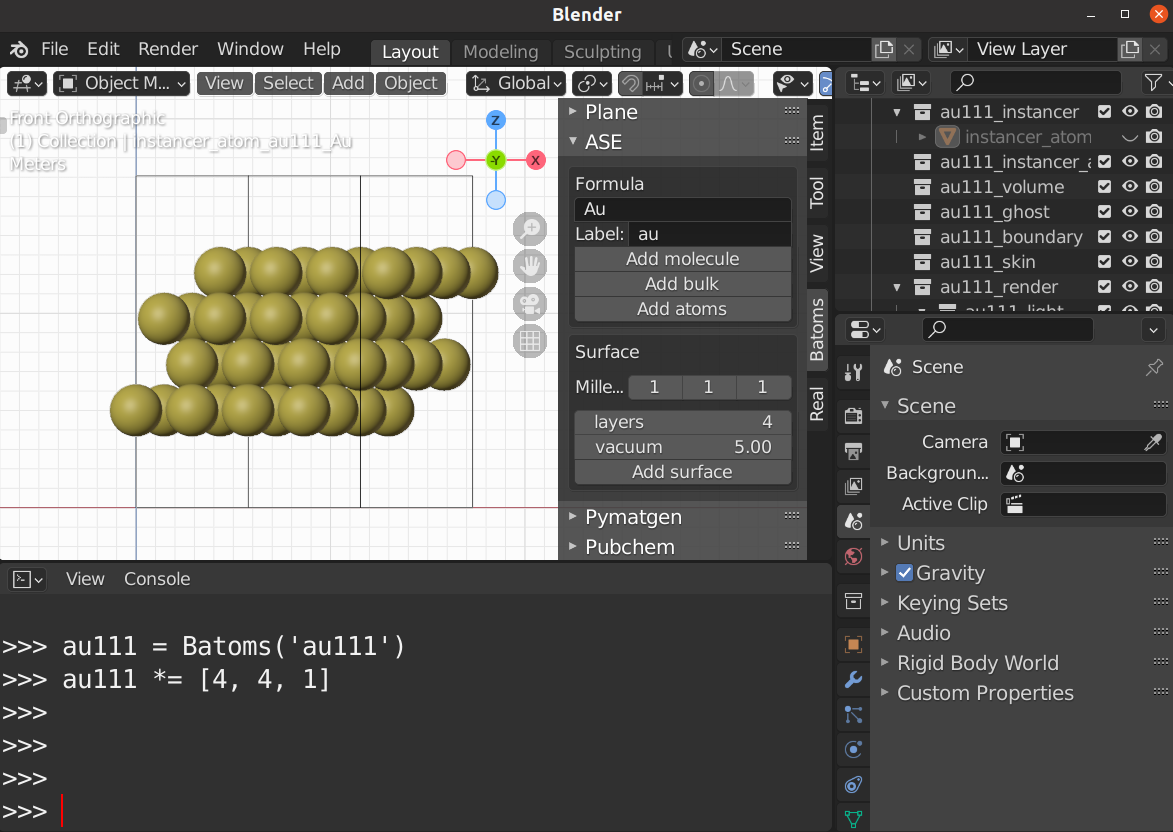 Blender
File Edit Render Window Help Layout Modeling Sculpting Scene View Layer
Object M... View Select Add Object Global
Front Orthographic
(1) Collection | instancer_atom_au111_Au
Meters
Z
-Y
X
Plane
ASE
Formula
Au
Label: au
Add molecule
Add bulk
Add atoms
Surface
Mille... 1 1 1
layers 4
vacuum 5.00
Add surface
Pymatgen
Pubchem
Item
Tool
View
Batoms
Real
au111_instancer
instancer_atom
au111_instancer_a
au111_volume
au111_ghost
au111_boundary
au111_skin
au111_render
au111_light
Scene
Scene
Camera
Backgroun...
Active Clip
Units
Gravity
Keying Sets
Audio
Rigid Body World
Custom Properties
View Console
>>> au111 = Batoms('au111')
>>> au111 *= [4, 4, 1]
>>>
>>>
>>>
>>>